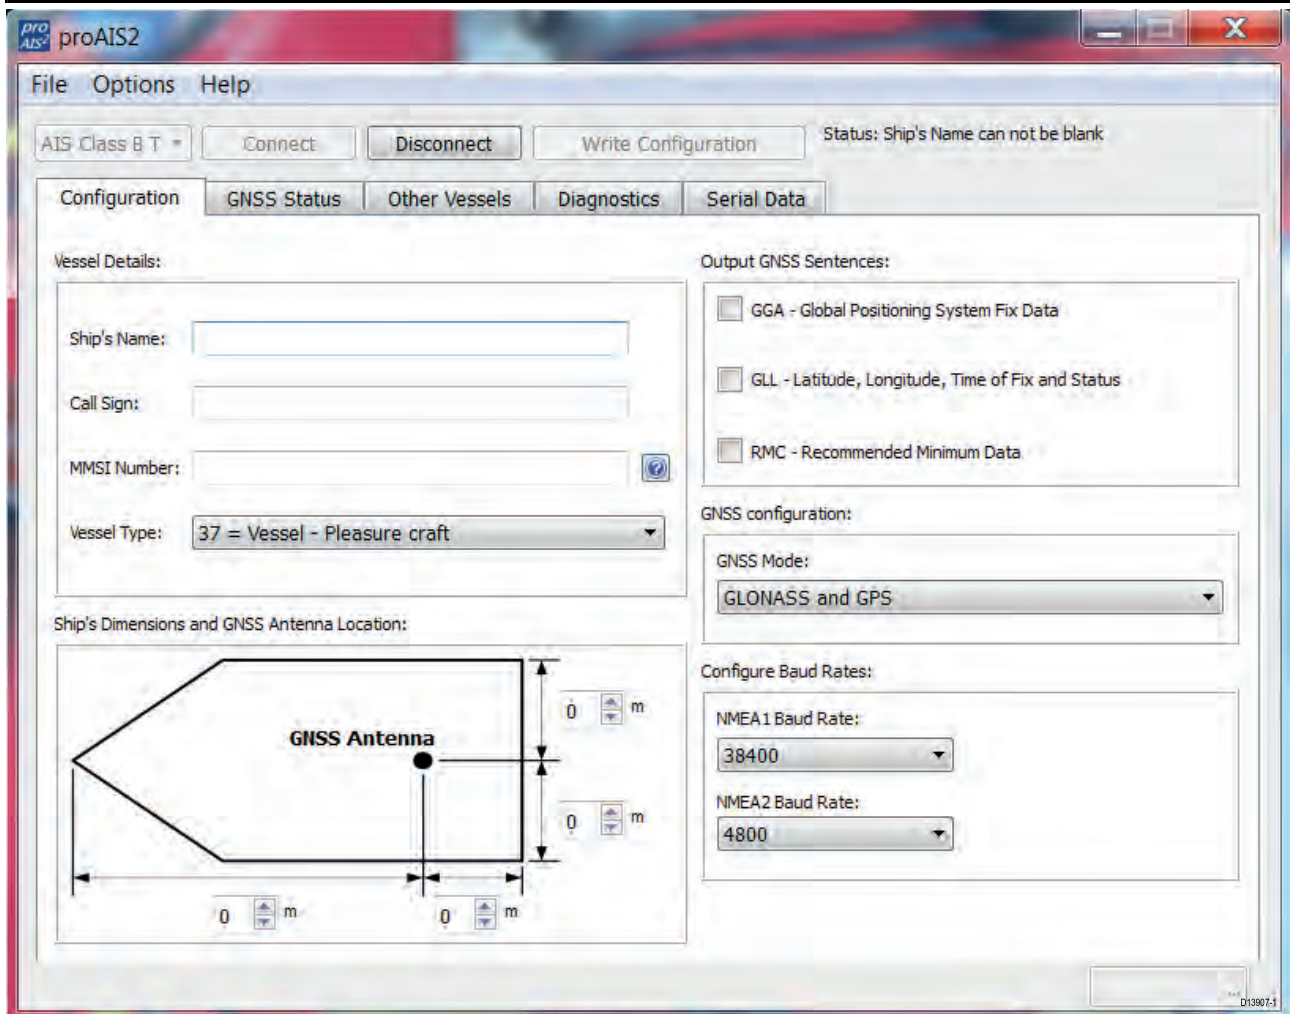 pro AIS2 proAIS2
File Options Help
AIS Class B T Connect Disconnect Write Configuration Status: Ship's Name can not be blank
Configuration GNSS Status Other Vessels Diagnostics Serial Data
Vessel Details:
Ship's Name:
Call Sign:
MMSI Number:
Vessel Type: 37 = Vessel - Pleasure craft
Ship's Dimensions and GNSS Antenna Location:
GNSS Antenna
0 m
0 m
0 m 0 m
Output GNSS Sentences:
GGA - Global Positioning System Fix Data
GLL - Latitude, Longitude, Time of Fix and Status
RMC - Recommended Minimum Data
GNSS configuration:
GNSS Mode:
GLONASS and GPS
Configure Baud Rates:
NMEA1 Baud Rate:
38400
NMEA2 Baud Rate:
4800
D13907-1